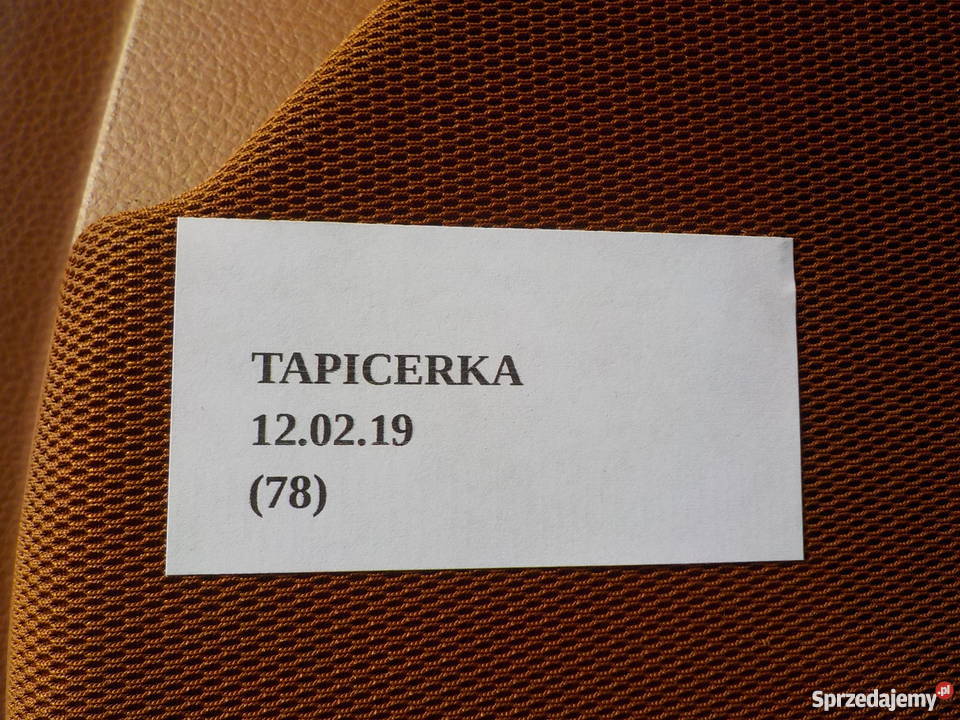 TAPICERKA
12.02.19
(78)
Sprzedajemy.pl